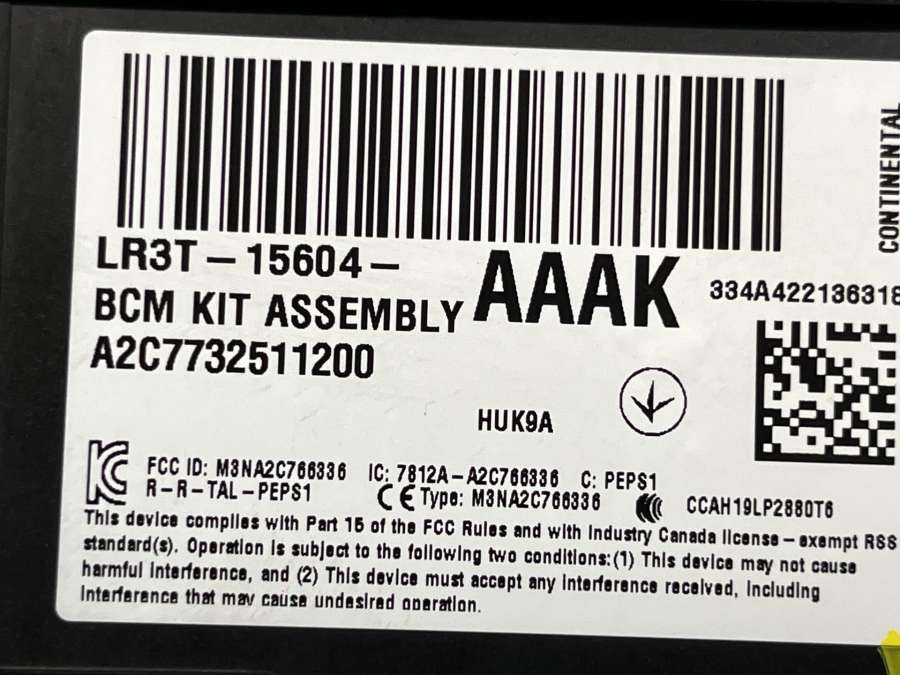 LR3T-15604-
AAAK
BCM KIT ASSEMBLY
A2C7732511200
334A422136318
CONTINENTAL
HUK9A
FCC ID: M3NA2C766336 IC: 7812A-A2C766336 C: PEPS1
R-R-TAL-PEPS1 CE Type: M3NA2C766336 CCAH19LP2880T6
This device complies with Part 15 of the FCC Rules and with Industry Canada license-exempt RSS
standard(s). Operation is subject to the following two conditions:(1) This device may not cause
harmful interference, and (2) This device must accept any interference received, including
interference that may cause undesired operation.